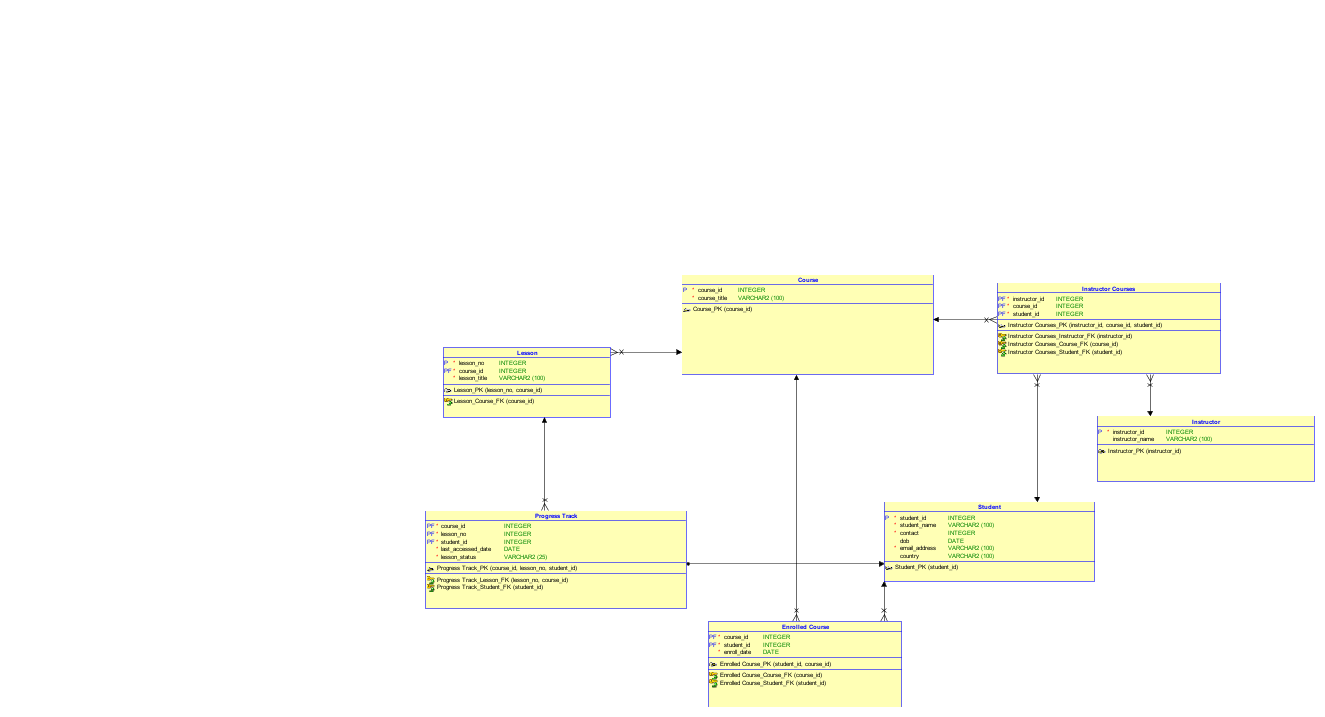 Course
P * course_id INTEGER
* course_title VARCHAR2 (100)
Course_PK (course_id)
Instructor Courses
PF * instructor_id INTEGER
PF * course_id INTEGER
PF * student_id INTEGER
Instructor Courses_PK (instructor_id, course_id, student_id)
Instructor Courses_Instructor_FK (instructor_id)
Instructor Courses_Course_FK (course_id)
Instructor Courses_Student_FK (student_id)
Lesson
P * lesson_no INTEGER
PF * course_id INTEGER
* lesson_title VARCHAR2 (100)
Lesson_PK (lesson_no, course_id)
Lesson_Course_FK (course_id)
Instructor
P * instructor_id INTEGER
instructor_name VARCHAR2 (100)
Instructor_PK (instructor_id)
Student
P * student_id INTEGER
* student_name VARCHAR2 (100)
* contact INTEGER
dob DATE
* email_address VARCHAR2 (100)
country VARCHAR2 (100)
Student_PK (student_id)
Progress Track
PF * course_id INTEGER
PF * lesson_no INTEGER
PF * student_id INTEGER
* last_accessed_date DATE
* lesson_status VARCHAR2 (25)
Progress Track_PK (course_id, lesson_no, student_id)
Progress Track_Lesson_FK (lesson_no, course_id)
Progress Track_Student_FK (student_id)
Enrolled Course
PF * course_id INTEGER
PF * student_id INTEGER
* enroll_date DATE
Enrolled Course_PK (student_id, course_id)
Enrolled Course_Course_FK (course_id)
Enrolled Course_Student_FK (student_id)